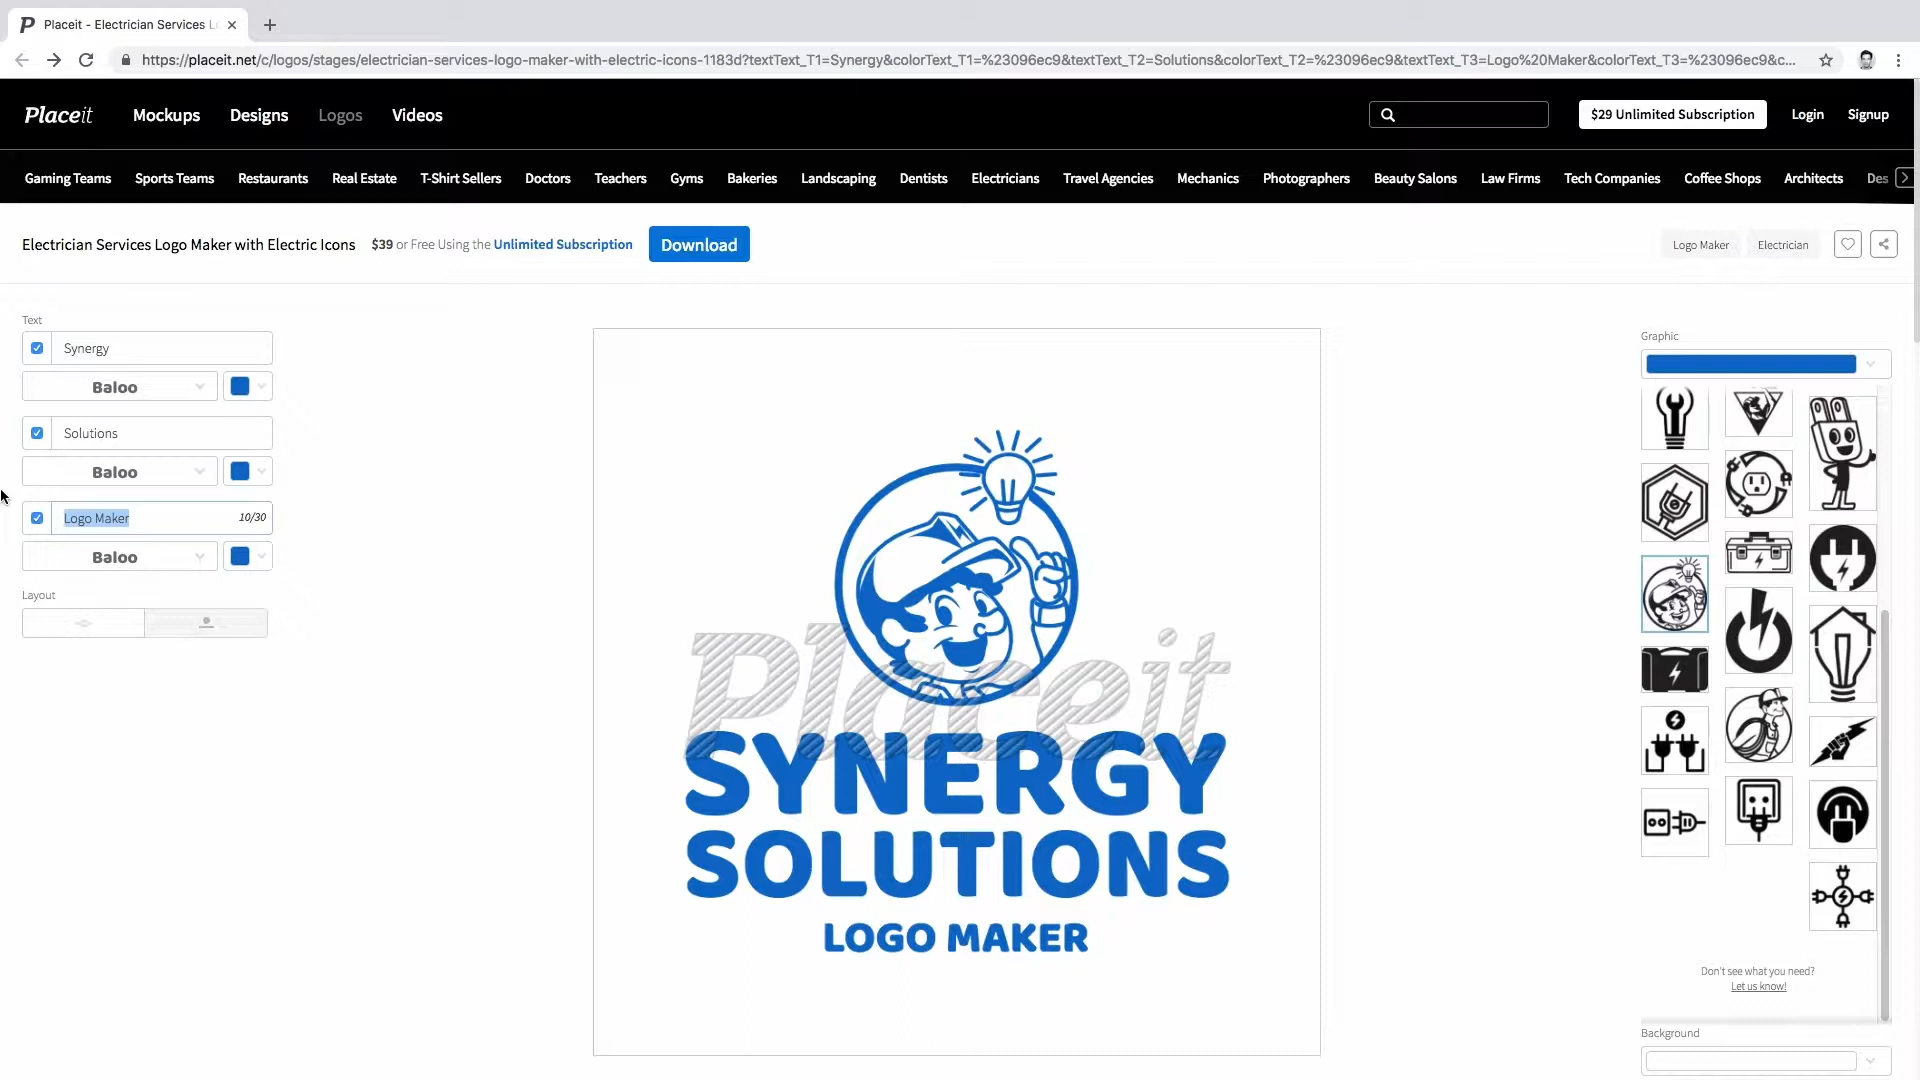 Placeit - Electrician Services Lo
https://placeit.net/c/logos/stages/electrician-services-logo-maker-with-electric-icons-1183d?textText_T1=Synergy&colorText_T1=%23096ec9&textText_T2=Solutions&colorText_T2=%23096ec9&textText_T3=Logo%20Maker&colorText_T3=%23096ec9&c...
Placeit
Mockups
Designs
Logos
Videos
$29 Unlimited Subscription
Login
Signup
Gaming Teams
Sports Teams
Restaurants
Real Estate
T-Shirt Sellers
Doctors
Teachers
Gyms
Bakeries
Landscaping
Dentists
Electricians
Travel Agencies
Mechanics
Photographers
Beauty Salons
Law Firms
Tech Companies
Coffee Shops
Architects
Des
Electrician Services Logo Maker with Electric Icons
$39 or Free Using the Unlimited Subscription
Download
Logo Maker
Electrician
Text
Synergy
Baloo
Solutions
Baloo
Logo Maker
10/30
Baloo
Layout
Placeit
SYNERGY
SOLUTIONS
LOGO MAKER
Graphic
Don't see what you need?
Let us know!
Background